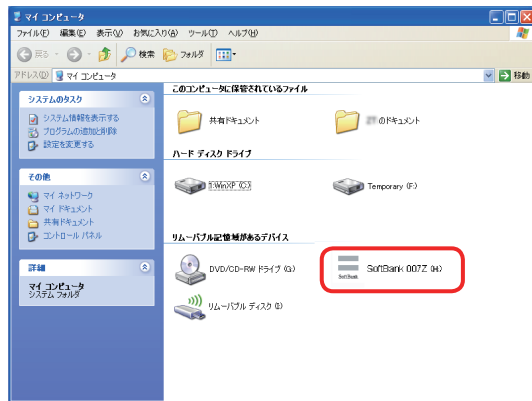 マイ コンピュータ
ファイル(F) 編集(E) 表示(V) お気に入り(A) ツール(T) ヘルプ(H)
戻る 検索 フォルダ
アドレス(D) マイ コンピュータ 移動
システムのタスク
システム情報を表示する
プログラムの追加と削除
設定を変更する
その他
マイ ネットワーク
マイ ドキュメント
共有ドキュメント
コントロール パネル
詳細
マイ コンピュータ
システム フォルダ
このコンピュータに保管されているファイル
共有ドキュメント
のドキュメント
ハード ディスク ドライブ
1:WinXP (C:)
Temporary (F:)
リムーバブル記憶域があるデバイス
DVD/CD-RW ドライブ (G:)
SoftBank
SoftBank 007Z (H:)
リムーバブル ディスク (I:)